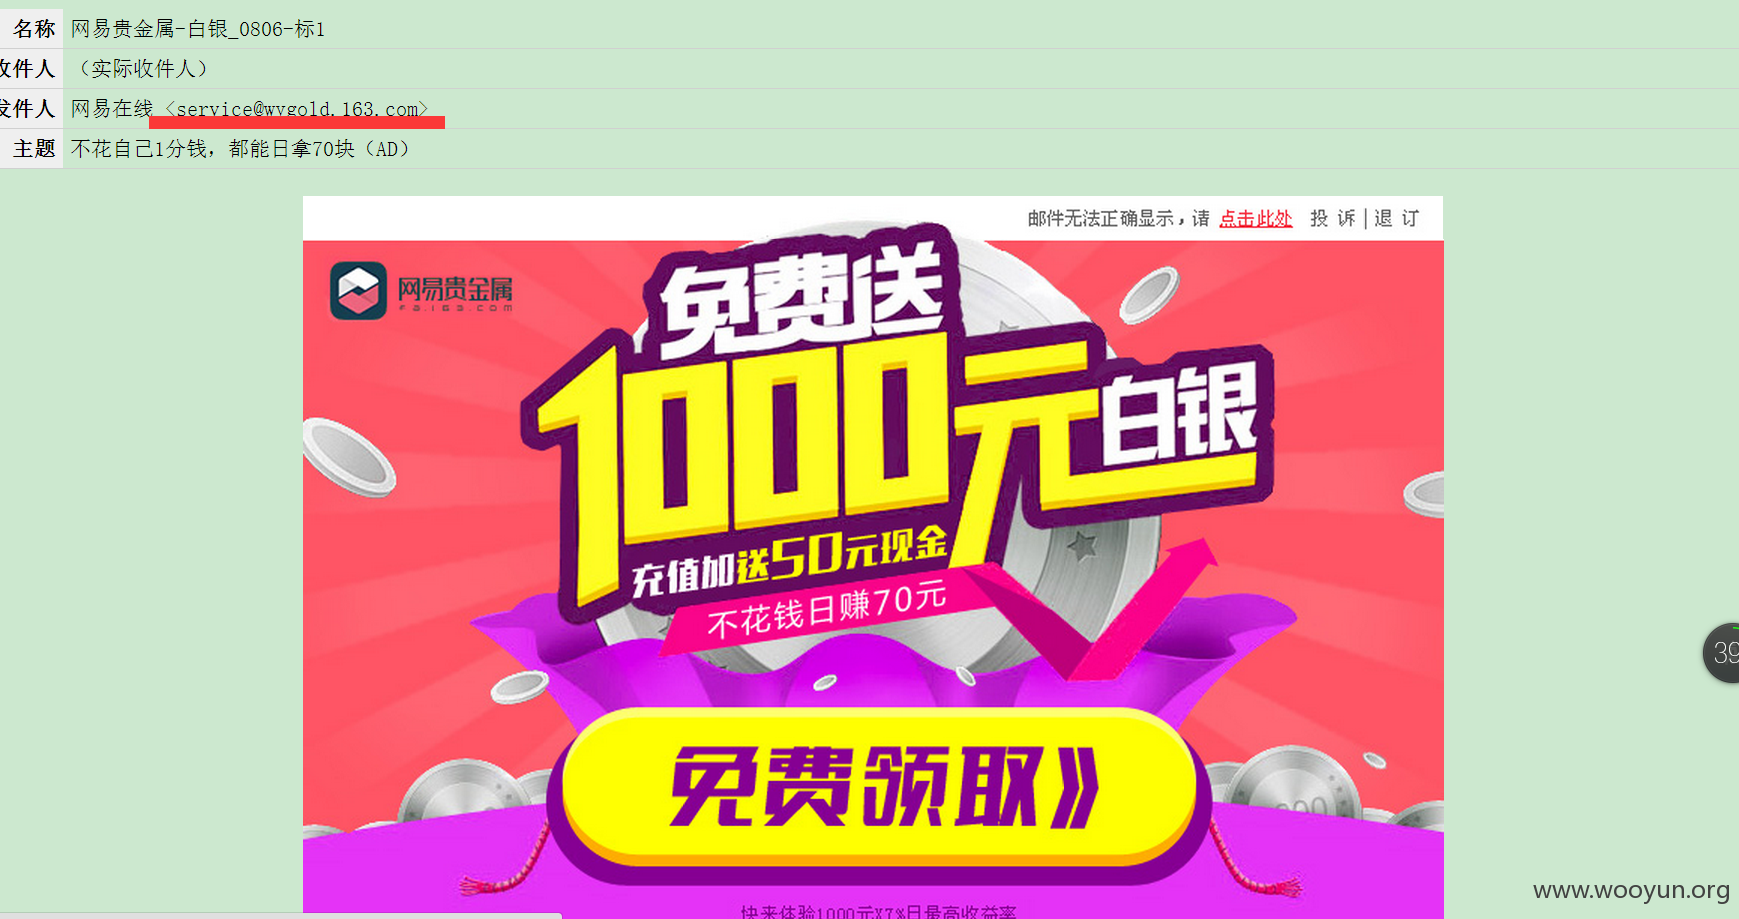 名称 网易贵金属-白银_0806-标1
收件人 （实际收件人）
发件人 网易在线 <service@wygold.163.com>
主题 不花自己1分钱，都能日拿70块（AD）
邮件无法正确显示，请 点击此处 投 诉 | 退 订
网易贵金属
fa.163.com
免费送
1000元白银
充值加送50元现金
不花钱日赚70元
免费领取》
快来体验1000元X7%日最高收益率
39
www.wooyun.org